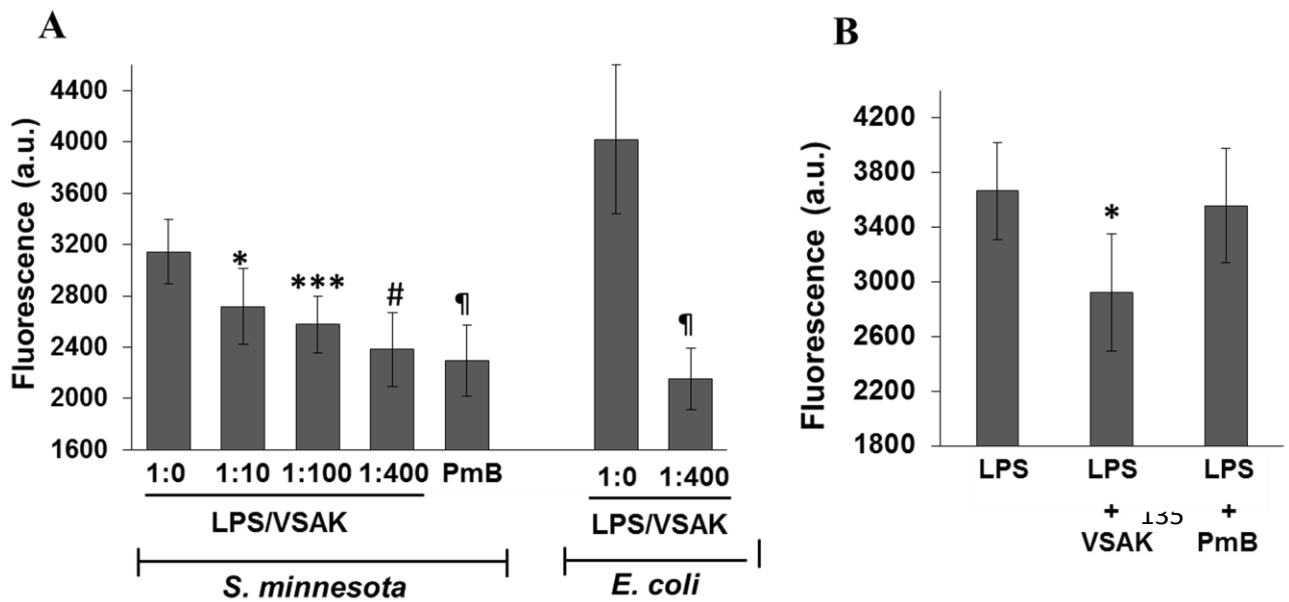 A
Fluorescence (a.u.)
4400
4000
3600
3200
2800
2400
2000
1600
*
***
#
¶
¶
1:0 1:10 1:100 1:400 PmB
1:0 1:400
LPS/VSAK
LPS/VSAK
S. minnesota
E. coli
B
Fluorescence (a.u.)
4200
3800
3400
3000
2600
2200
1800
*
LPS LPS LPS
+ 135 +
VSAK PmB